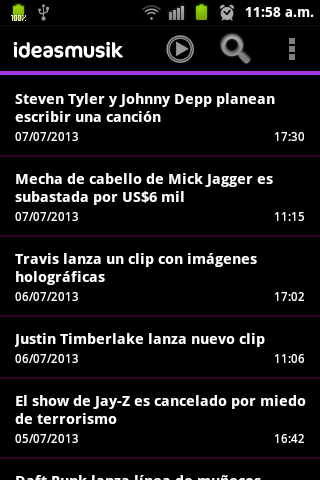 100%
11:58 a.m.
ideasmusik
Steven Tyler y Johnny Depp planean
escribir una canción
07/07/2013 17:30
Mecha de cabello de Mick Jagger es
subastada por US$6 mil
07/07/2013 11:15
Travis lanza un clip con imágenes
holográficas
06/07/2013 17:02
Justin Timberlake lanza nuevo clip
06/07/2013 11:06
El show de Jay-Z es cancelado por miedo
de terrorismo
05/07/2013 16:42
Daft Punk lanza línea de muñecos